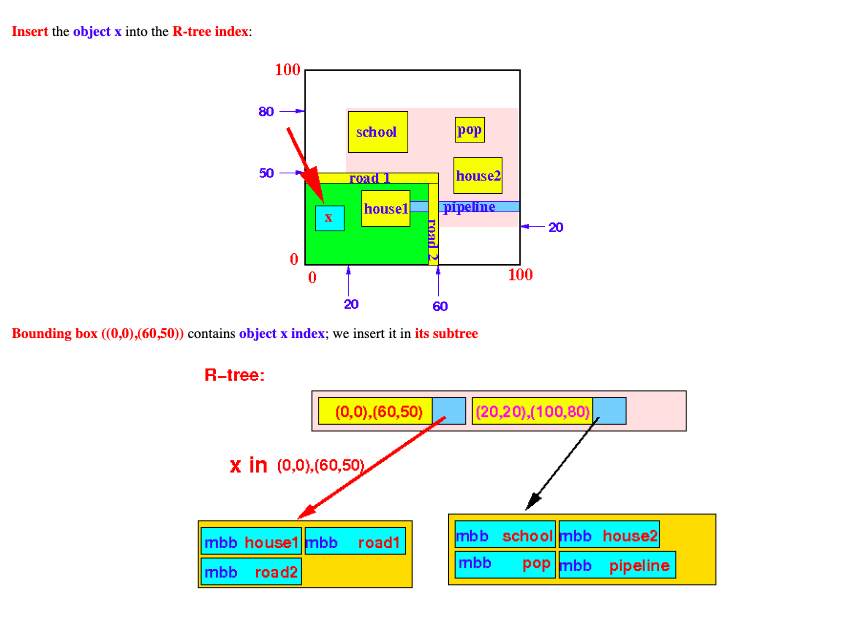 Insert the object x into the R-tree index:
100
80
school
pop
50
road 1
house2
x
house1
pipeline
road 2
20
0
0
100
20
60
Bounding box ((0,0),(60,50)) contains object x index; we insert it in its subtree
R-tree:
(0,0),(60,50)
(20,20),(100,80)
x in (0,0),(60,50)
mbb house1 mbb road1
mbb road2
mbb school mbb house2
mbb pop mbb pipeline